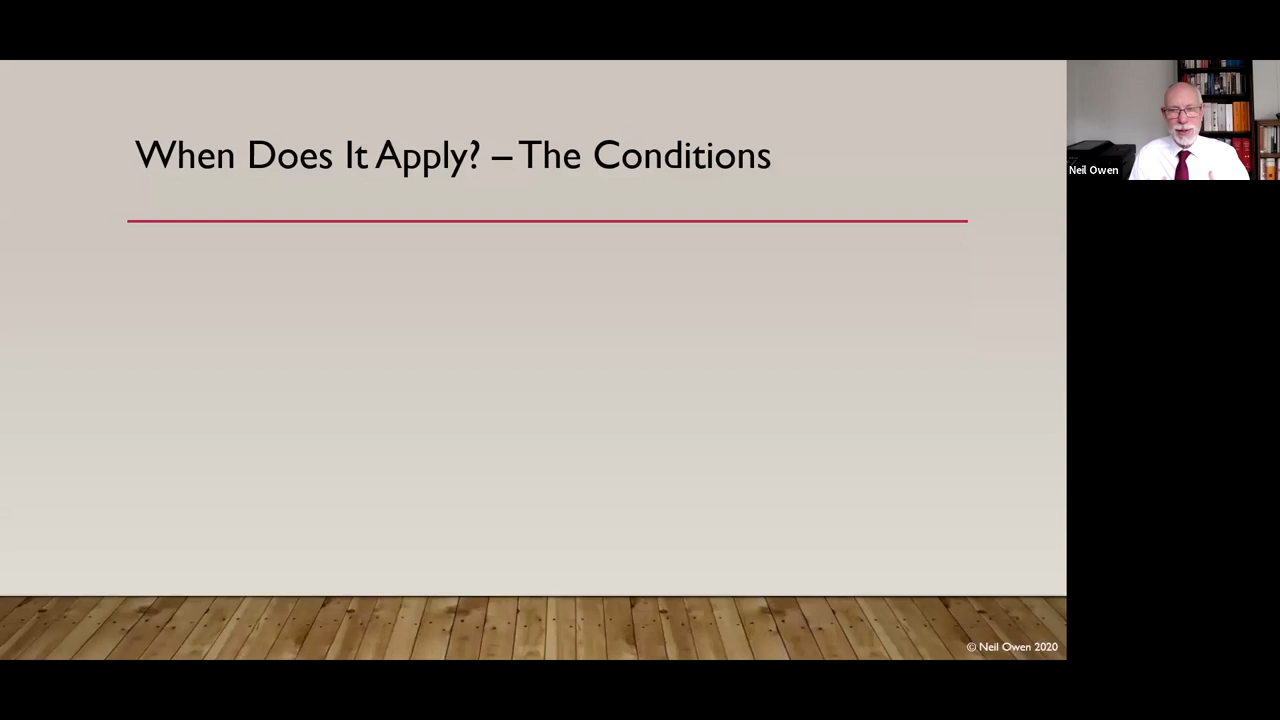 When Does It Apply? – The Conditions
Neil Owen
© Neil Owen 2020